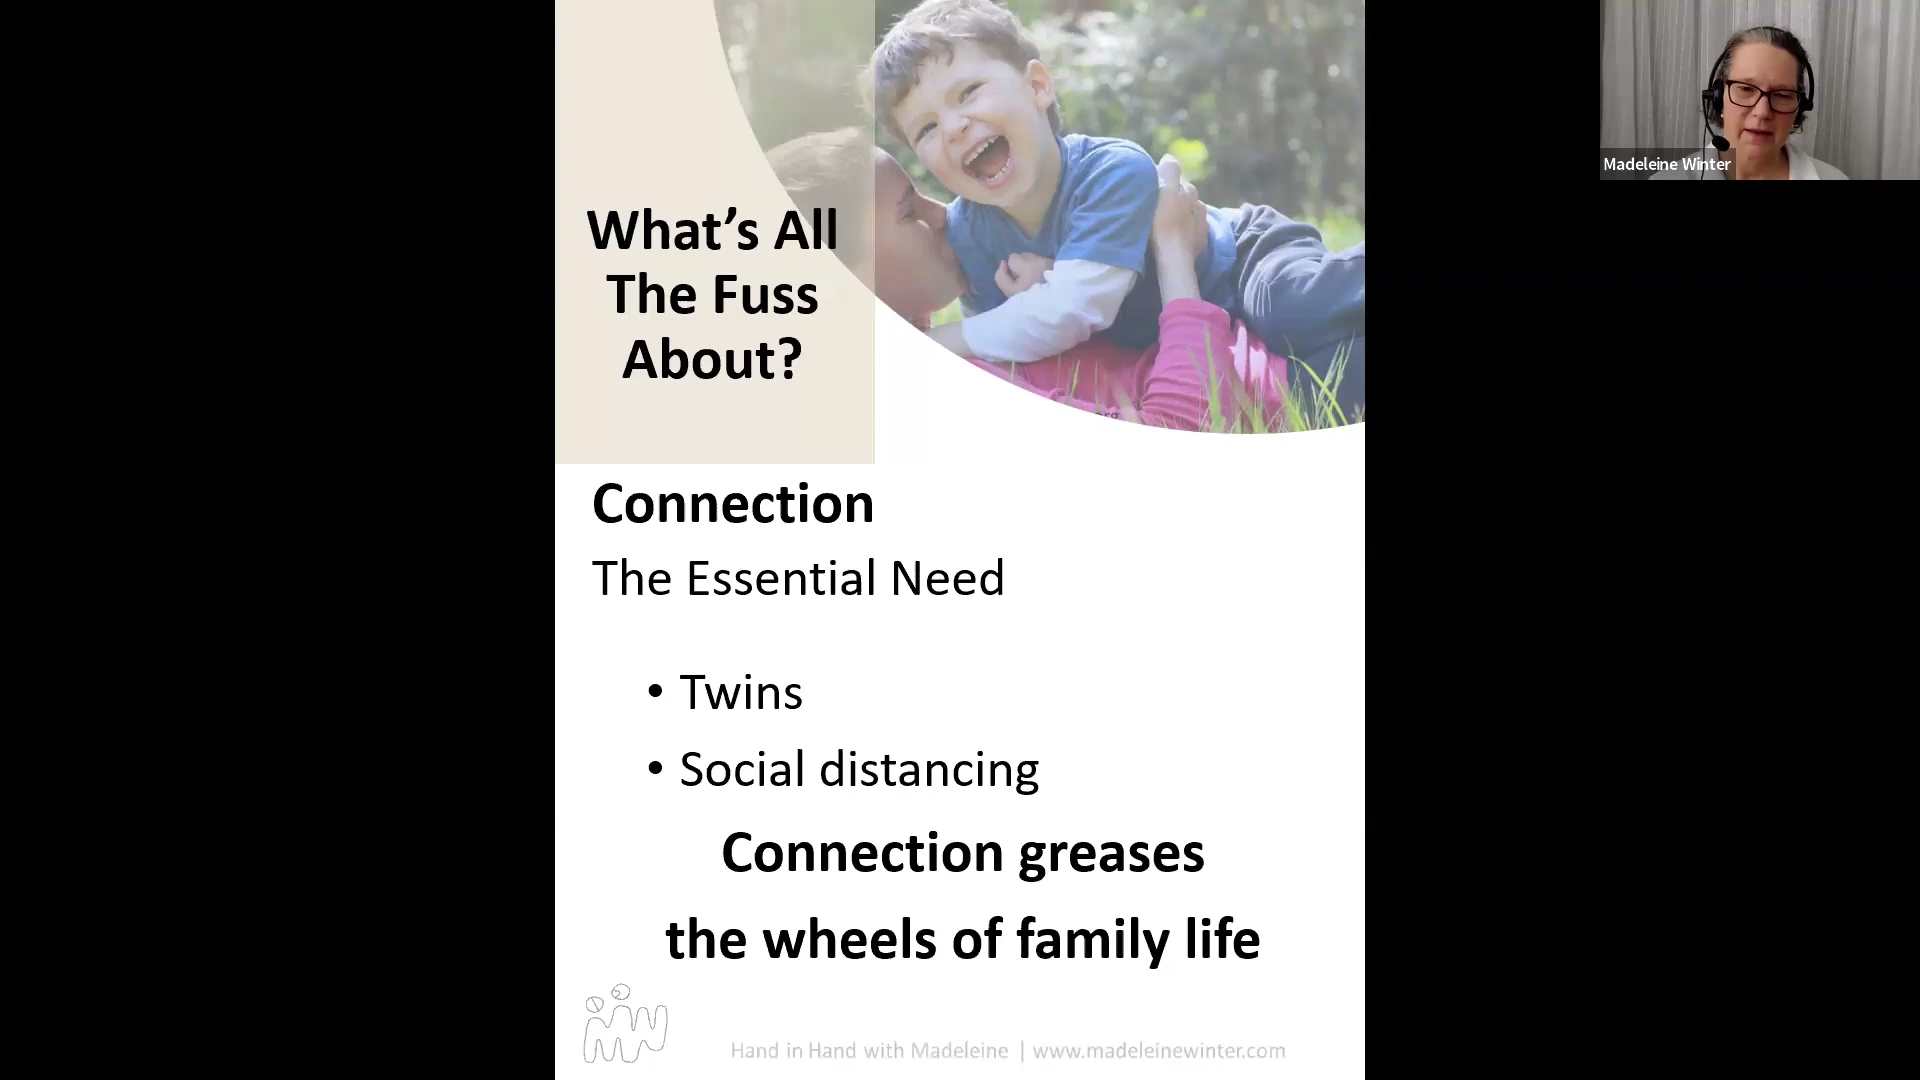 What’s All
The Fuss
About?
Madeleine Winter
Connection
The Essential Need
• Twins
• Social distancing
Connection greases
the wheels of family life
Hand in Hand with Madeleine | www.madeleinewinter.com